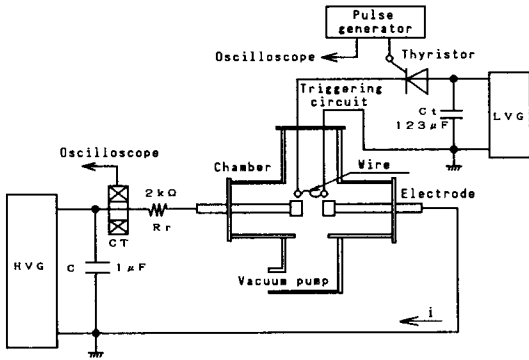 Pulse
generator
Oscilloscope
Thyristor
Triggering
circuit
Ct
123μF
LVG
Oscilloscope
Chamber
Wire
Electrode
2kΩ
Rr
CT
HVG
C
1μF
Vacuum pump
i